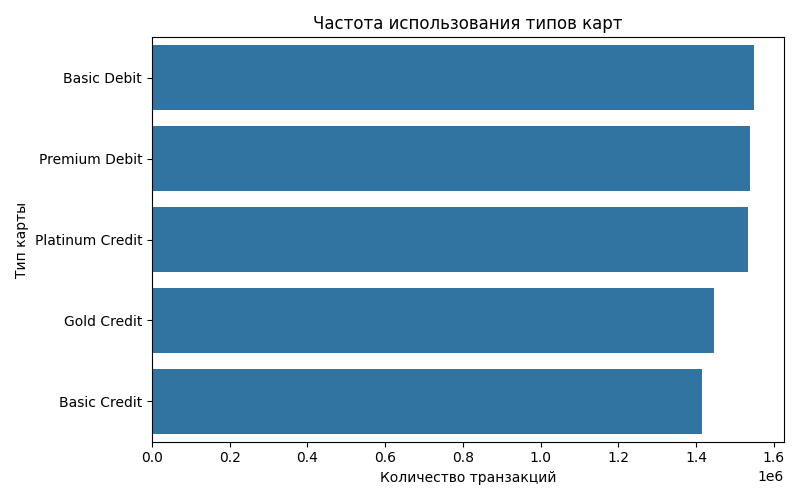 Частота использования типов карт
Тип карты
Basic Debit
Premium Debit
Platinum Credit
Gold Credit
Basic Credit
0.0 0.2 0.4 0.6 0.8 1.0 1.2 1.4 1.6
1e6
Количество транзакций